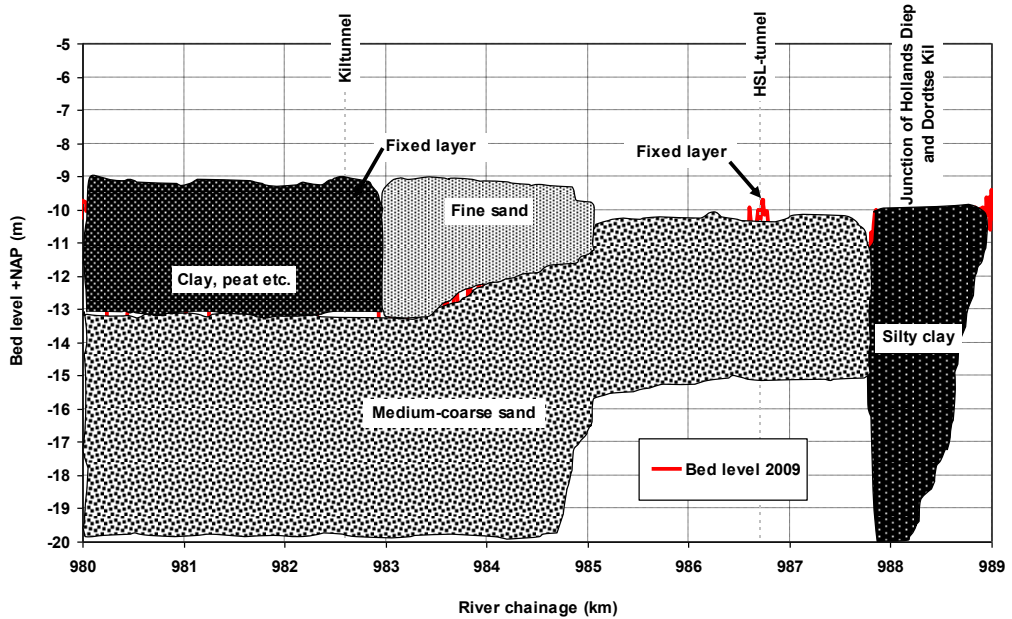 Bed level +NAP (m)
-5
-6
-7
-8
-9
-10
-11
-12
-13
-14
-15
-16
-17
-18
-19
-20
Kiltunnel
HSL-tunnel
Junction of Hollands Diep
and Dordtse Kil
Fixed layer
Fixed layer
Fine sand
Clay, peat etc.
Silty clay
Medium-coarse sand
Bed level 2009
980
981
982
983
984
985
986
987
988
989
River chainage (km)